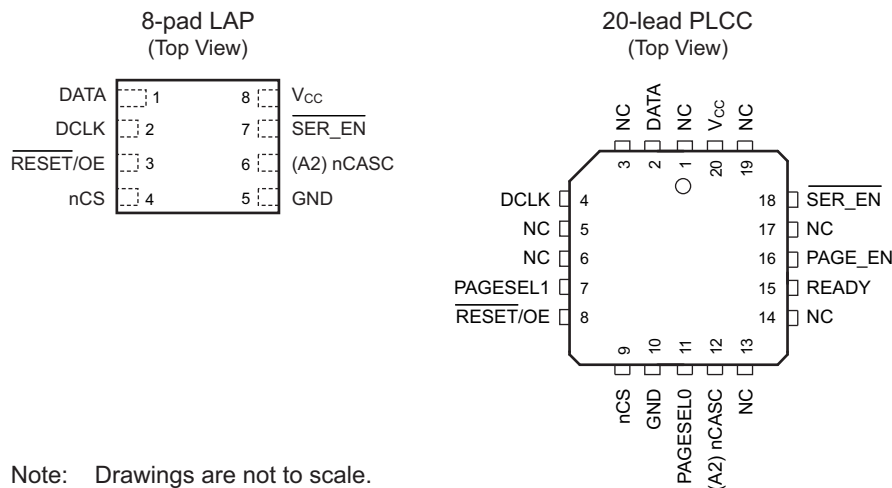 8-pad LAP
(Top View)
DATA 1
DCLK 2
RESET/OE 3
nCS 4
8 Vcc
7 SER_EN
6 (A2) nCASC
5 GND
20-lead PLCC
(Top View)
NC DATA NC Vcc NC
3 2 1 20 19
DCLK 4
NC 5
NC 6
PAGESEL1 7
RESET/OE 8
18 SER_EN
17 NC
16 PAGE_EN
15 READY
14 NC
9 10 11 12 13
nCS GND PAGESEL0 (A2) nCASC NC
Note: Drawings are not to scale.